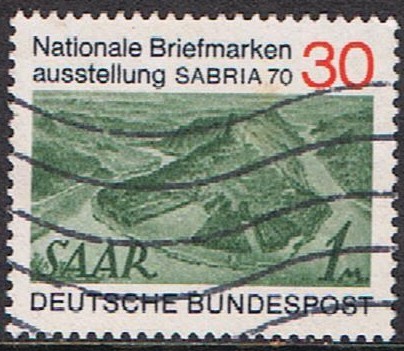 Nationale Briefmarken
ausstellung SABRIA 70
30
SAAR 1M.
DEUTSCHE BUNDESPOST